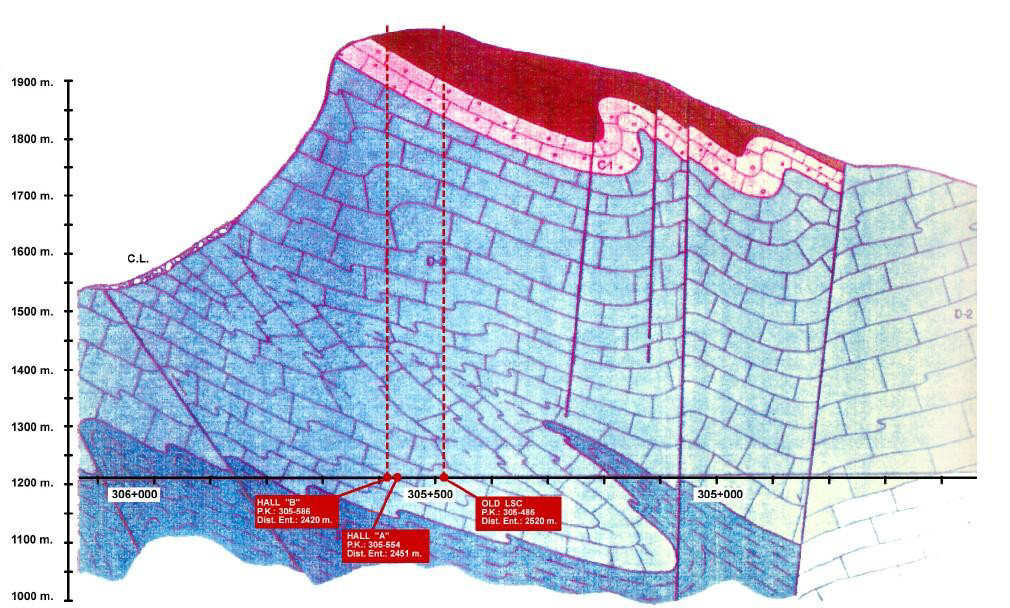 1900 m.
1800 m.
C-1
1700 m.
1600 m.
C.L.
1500 m.
D-2
1400 m.
1300 m.
1200 m.
306+000
305+500
305+000
HALL "B"
P.K.: 305-586
Dist. Ent.: 2420 m.
OLD LSC
P.K.: 305-485
Dist. Ent.: 2520 m.
HALL "A"
P.K.: 305-554
Dist. Ent.: 2451 m.
1100 m.
1000 m.